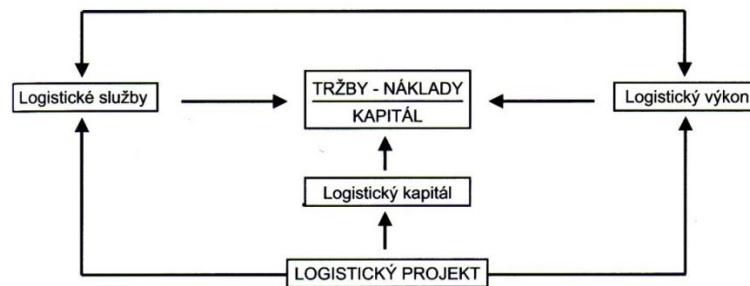 TRŽBY - NÁKLADY
Logistické služby
Logistický výkon
KAPITÁL
Logistický kapitál
LOGISTICKÝ PROJEKT